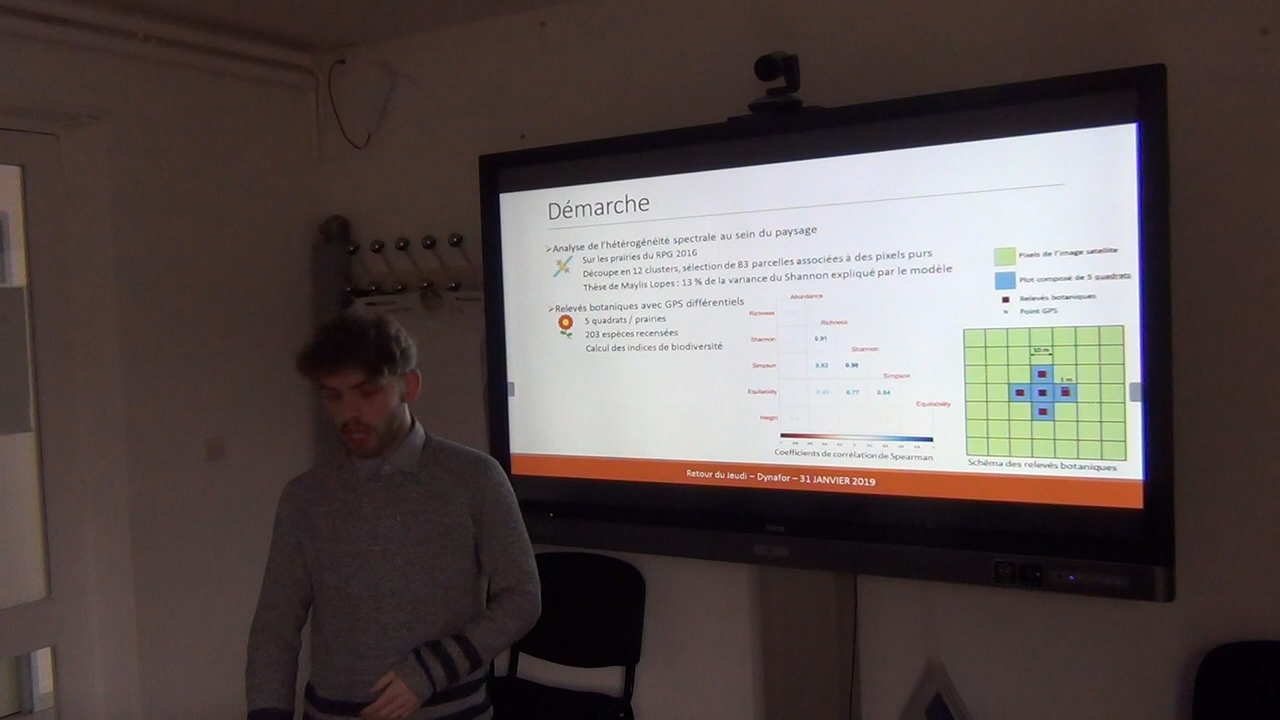 Démarche
Analyse de l'hétérogénéité spectrale au sein du paysage
Sur les prairies du RPG 2016
Découpe en 12 clusters, sélection de 83 parcelles associées à des pixels purs
Thèse de Maylis Lopes : 13 % de la variance du Shannon expliqué par le modèle
Relevés botaniques avec GPS différentiels
5 quadrats / prairies
203 espèces recensées
Calcul des indices de biodiversité
Abundance
Richness
Richness
Shannon
0.91
Shannon
Simpson
0.83 0.98
Simpson
Equitability
0.77 0.84
Equitability
Height
Coefficients de corrélation de Spearman
Pixels de l'image satellite
Plot composé de 5 quadrats
Relevés botaniques
Point GPS
10 m
1 m
Schéma des relevés botaniques
Retour du Jeudi – Dynafor – 31 JANVIER 2019